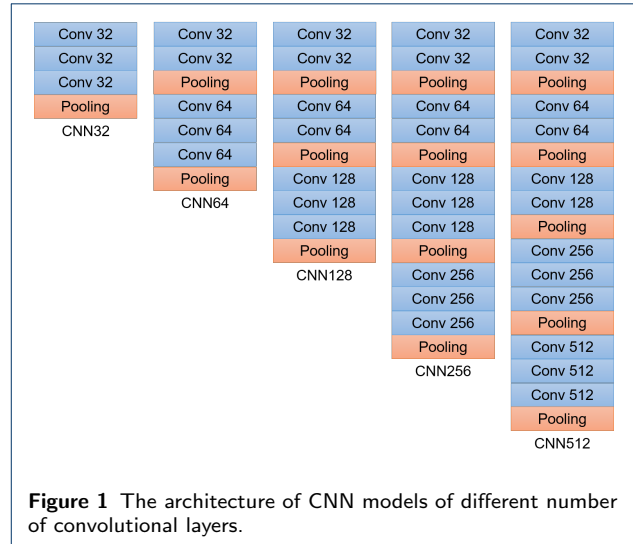 Conv 32
Conv 32
Conv 32
Pooling
CNN32
Conv 32
Conv 32
Pooling
Conv 64
Conv 64
Conv 64
Pooling
CNN64
Conv 32
Conv 32
Pooling
Conv 64
Conv 64
Pooling
Conv 128
Conv 128
Conv 128
Pooling
CNN128
Conv 32
Conv 32
Pooling
Conv 64
Conv 64
Pooling
Conv 128
Conv 128
Conv 128
Pooling
Conv 256
Conv 256
Conv 256
Pooling
CNN256
Conv 32
Conv 32
Pooling
Conv 64
Conv 64
Pooling
Conv 128
Conv 128
Pooling
Conv 256
Conv 256
Conv 256
Pooling
Conv 512
Conv 512
Conv 512
Pooling
CNN512
Figure 1 The architecture of CNN models of different number
of convolutional layers.